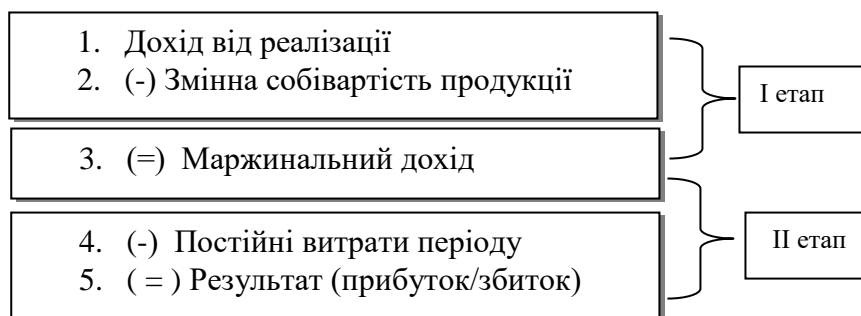 1. Дохід від реалізації
2. (-) Змінна собівартість продукції
І етап
3. (=) Маржинальний дохід
4. (-) Постійні витрати періоду
5. ( = ) Результат (прибуток/збиток)
ІІ етап